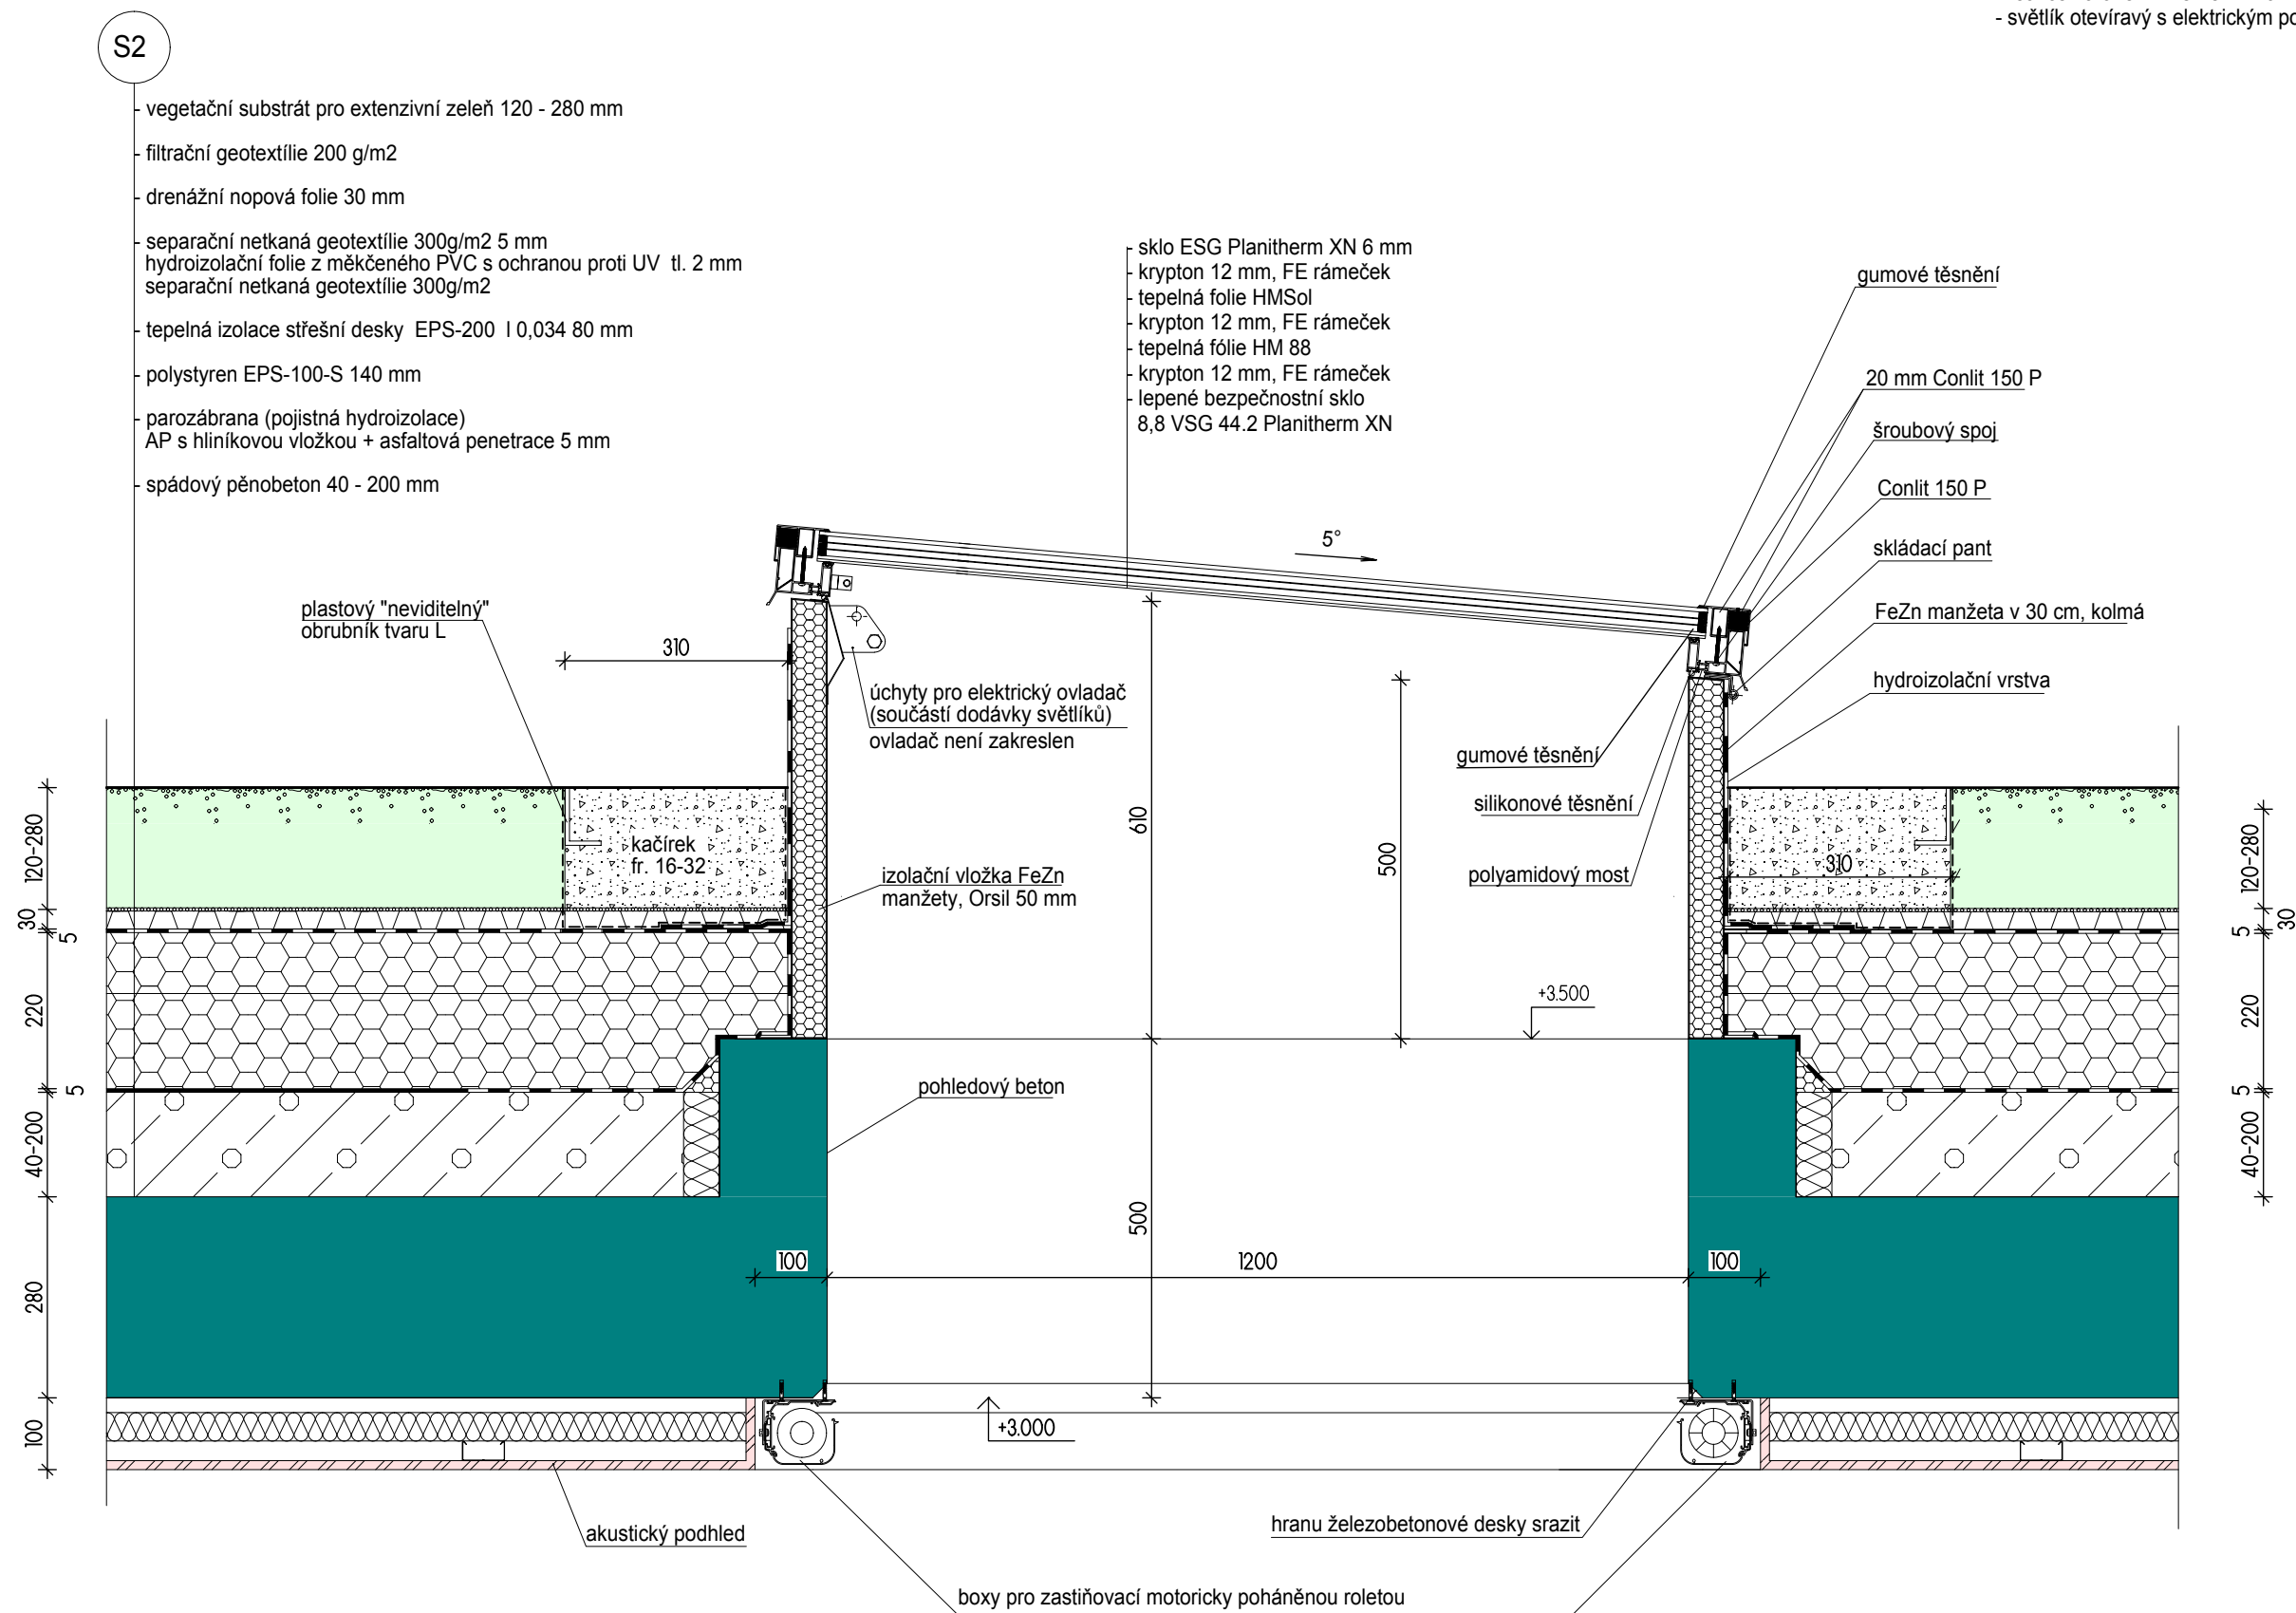 - světlík otevíravý s elektrickým
S2
- vegetační substrát pro extenzivní zeleň 120 - 280 mm
- filtrační geotextílie 200 g/m2
- drenážní nopová folie 30 mm
- separační netkaná geotextílie 300g/m2 5 mm
hydroizolační folie z měkčeného PVC s ochranou proti UV tl. 2 mm
separační netkaná geotextílie 300g/m2
- tepelná izolace střešní desky EPS-200 l 0,034 80 mm
- polystyren EPS-100-S 140 mm
- parozábrana (pojistná hydroizolace)
AP s hliníkovou vložkou + asfaltová penetrace 5 mm
- spádový pěnobeton 40 - 200 mm
- sklo ESG Planitherm XN 6 mm
- krypton 12 mm, FE rámeček
- tepelná folie HMSol
- krypton 12 mm, FE rámeček
- tepelná fólie HM 88
- krypton 12 mm, FE rámeček
- lepené bezpečnostní sklo
8,8 VSG 44.2 Planitherm XN
gumové těsnění
20 mm Conlit 150 P
šroubový spoj
Conlit 150 P
skládací pant
FeZn manžeta v 30 cm, kolmá
hydroizolační vrstva
5°
plastový "neviditelný"
obrubník tvaru L
310
úchyty pro elektrický ovladač
(součástí dodávky světlíků)
ovladač není zakreslen
gumové těsnění
silikonové těsnění
polyamidový most
kačírek
fr. 16-32
izolační vložka FeZn
manžety, Orsil 50 mm
610
500
310
+3.500
pohledový beton
500
100
1200
100
+3.000
120-280
30
5
220
5
40-200
280
100
120-280
30
5
220
5
40-200
akustický podhled
hranu železobetonové desky srazit
boxy pro zastiňovací motoricky poháněnou roletou